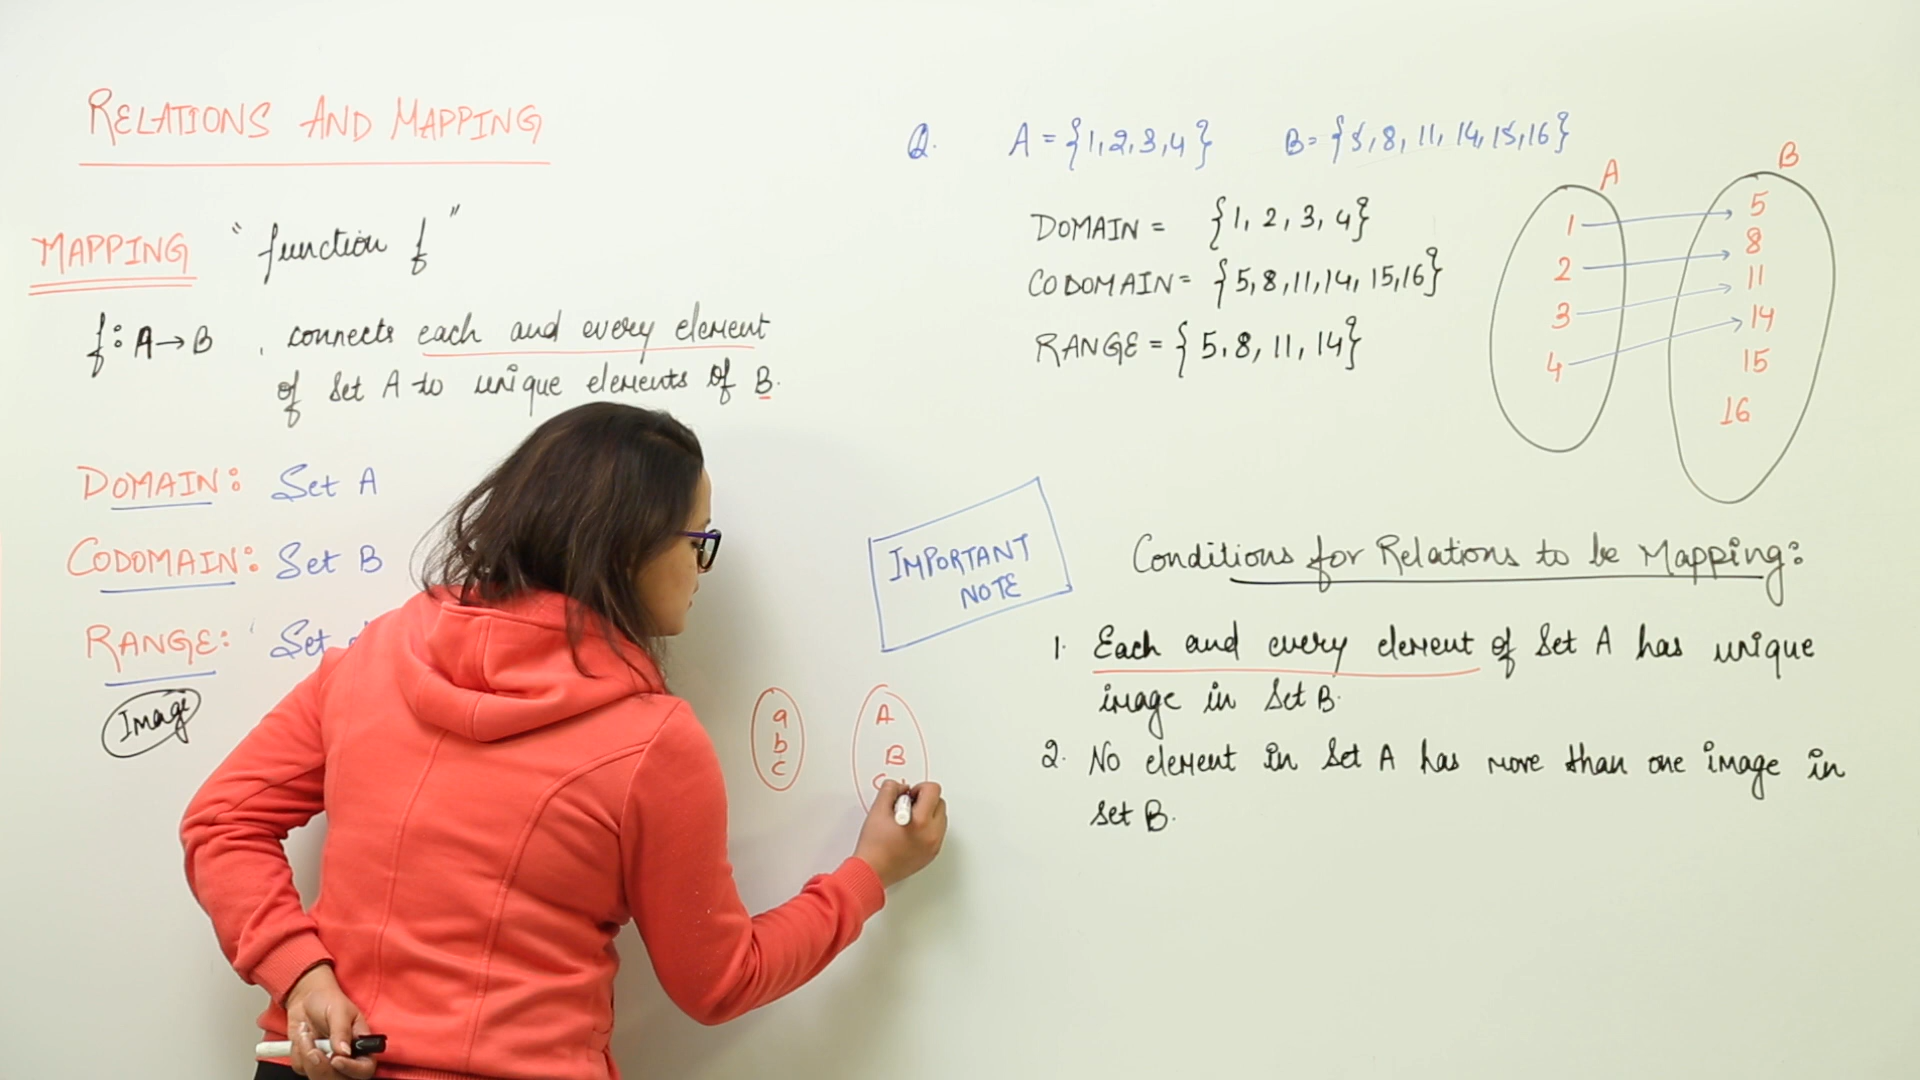 RELATIONS AND MAPPING
MAPPING "function f"
f: A→B , connects each and every element
of Set A to unique elements of B.
DOMAIN: Set A
CODOMAIN: Set B
RANGE: Set
Image
a
b
c
A
B
Q. A = {1,2,3,4} B = {5,8,11,14,15,16}
DOMAIN = {1, 2, 3, 4}
CODOMAIN = {5,8,11,14,15,16}
RANGE = {5,8,11,14}
A
1
2
3
4
B
5
8
11
14
15
16
IMPORTANT
NOTE
Conditions for Relations to be Mapping:
1. Each and every element of Set A has unique
image in Set B.
2. No element in Set A has more than one image in
Set B.